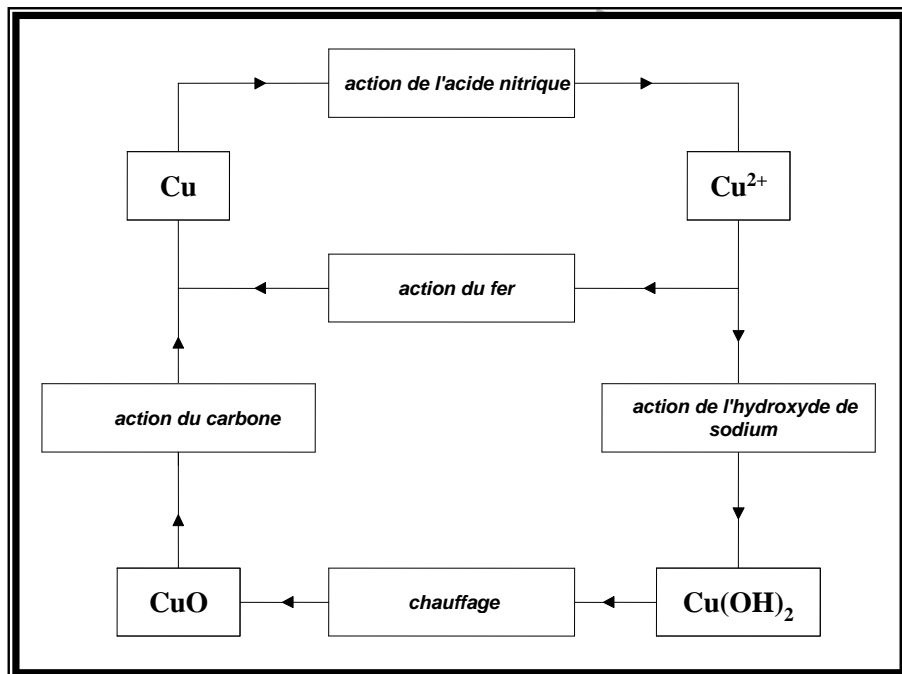 action de l'acide nitrique
Cu
Cu²⁺
action du fer
action du carbone
action de l'hydroxyde de
sodium
CuO
chauffage
Cu(OH)₂